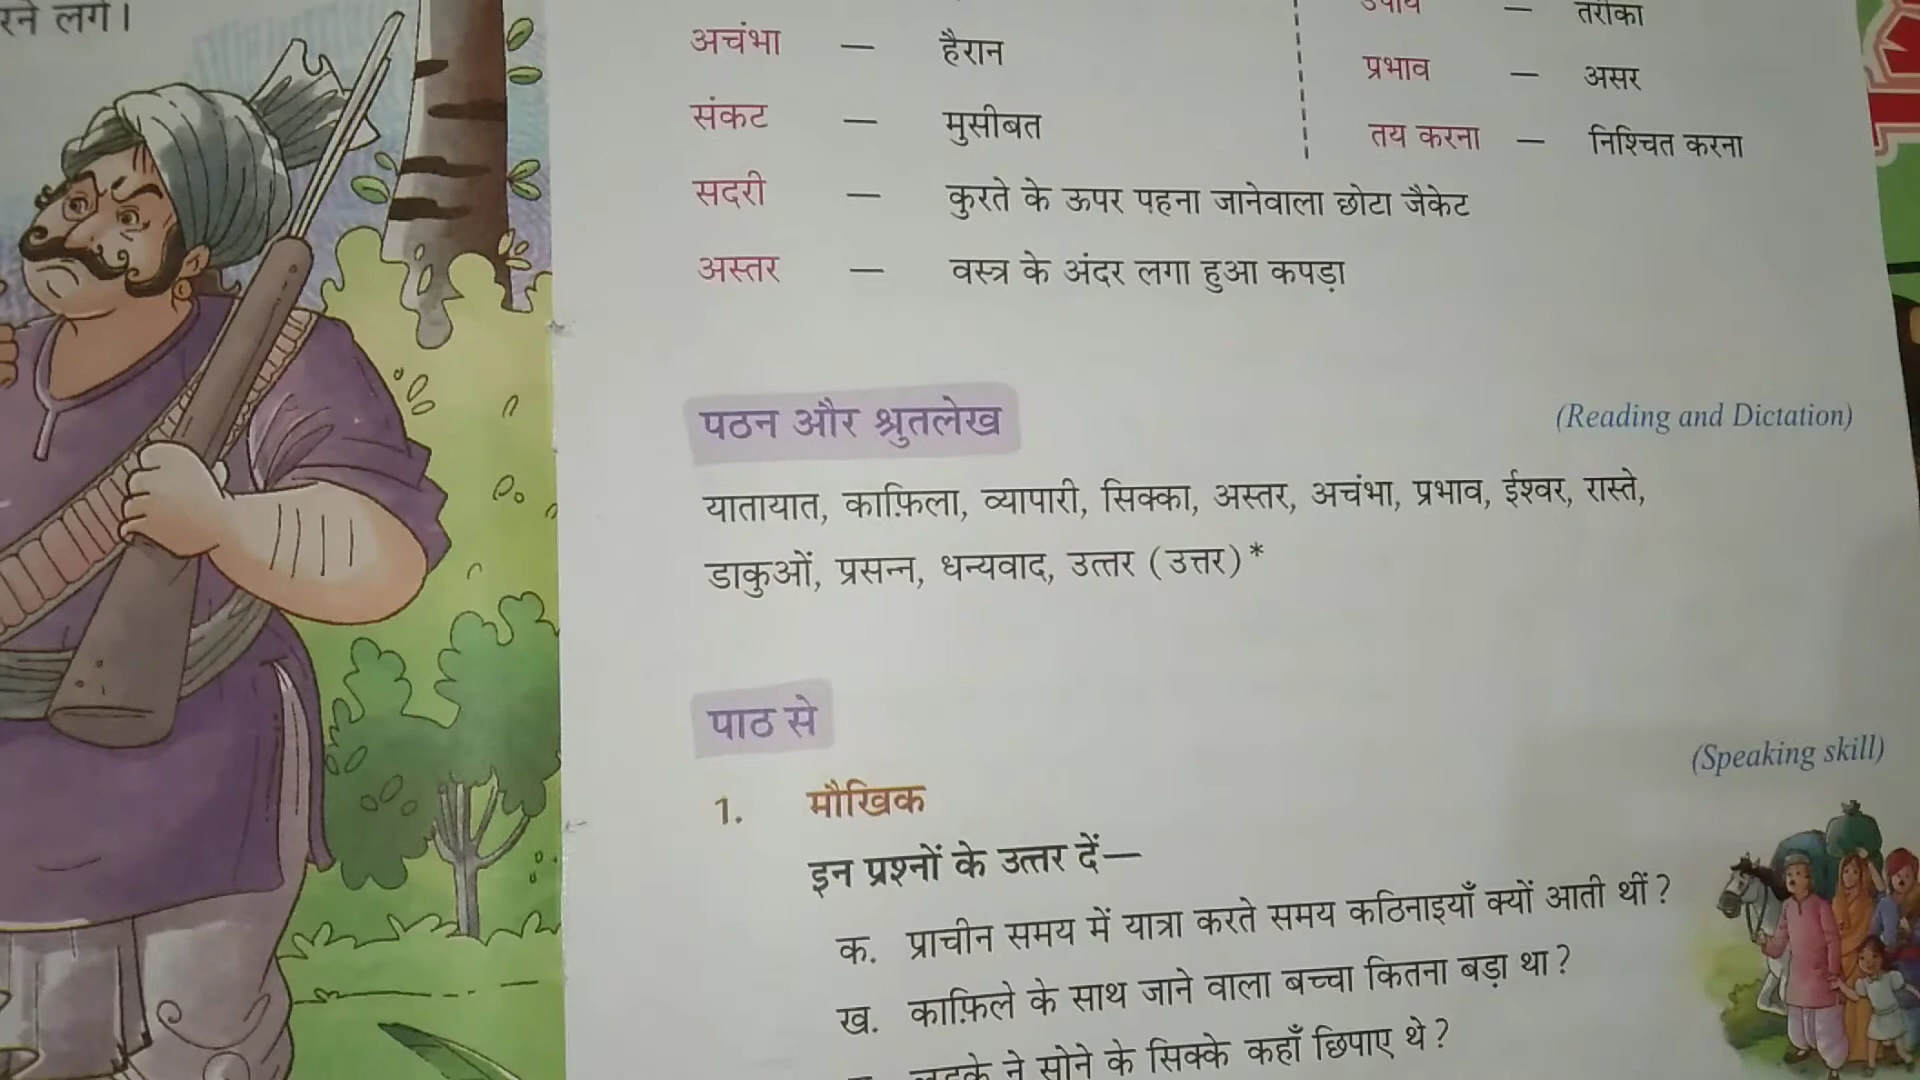 रने लगे।
तरीका
अचंभा — हैरान
प्रभाव — असर
संकट — मुसीबत
तय करना — निश्चित करना
सदरी — कुरते के ऊपर पहना जानेवाला छोटा जैकेट
अस्तर — वस्त्र के अंदर लगा हुआ कपड़ा
पठन और श्रुतलेख
(Reading and Dictation)
यातायात, काफ़िला, व्यापारी, सिक्का, अस्तर, अचंभा, प्रभाव, ईश्वर, रास्ते,
डाकुओं, प्रसन्न, धन्यवाद, उत्तर (उत्तर)*
पाठ से
(Speaking skill)
1. मौखिक
इन प्रश्नों के उत्तर दें—
क. प्राचीन समय में यात्रा करते समय कठिनाइयाँ क्यों आती थीं?
ख. काफ़िले के साथ जाने वाला बच्चा कितना बड़ा था?
ने सोने के सिक्के कहाँ छिपाए थे?